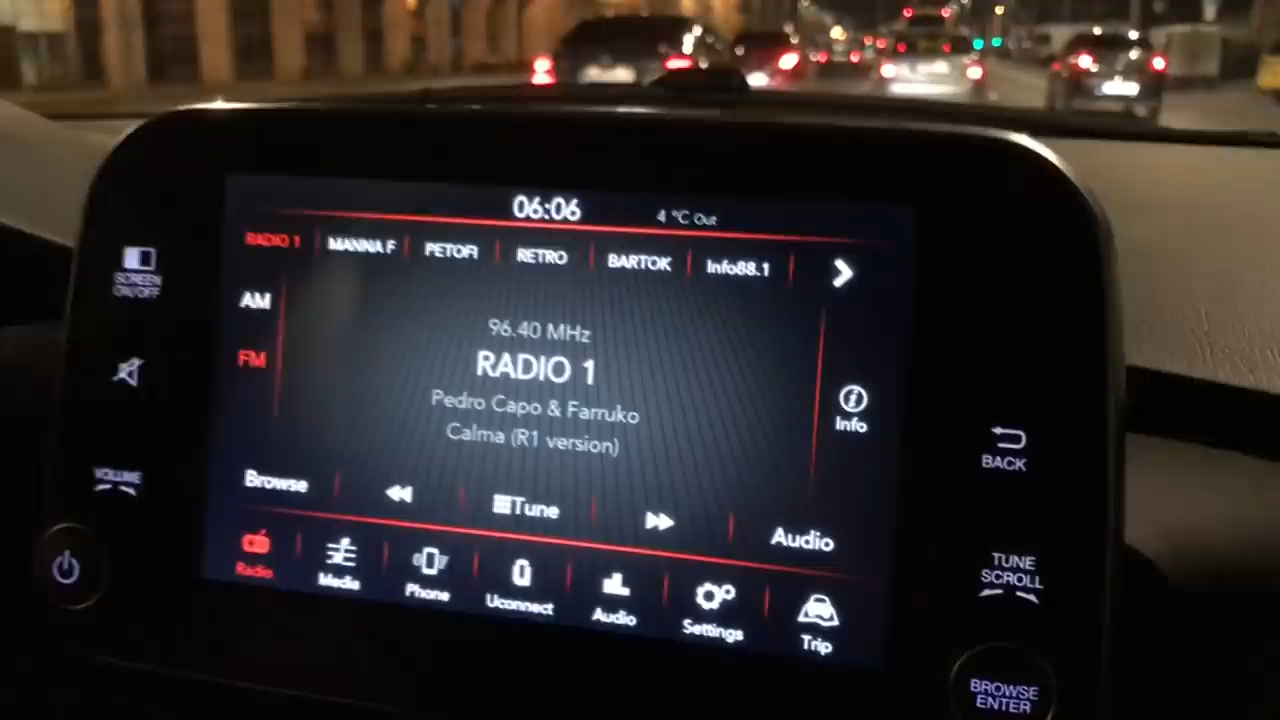 06:06
4 °C Out
RADIO 1
MANNA F
PETOFI
RETRO
BARTOK
Info88.1
SCREEN
ON/OFF
AM
FM
96.40 MHz
RADIO 1
Pedro Capo & Farruko
Calma (R1 version)
Info
BACK
VOLUME
Browse
Tune
Audio
Radio
Media
Phone
Uconnect
Audio
Settings
Trip
TUNE
SCROLL
BROWSE
ENTER